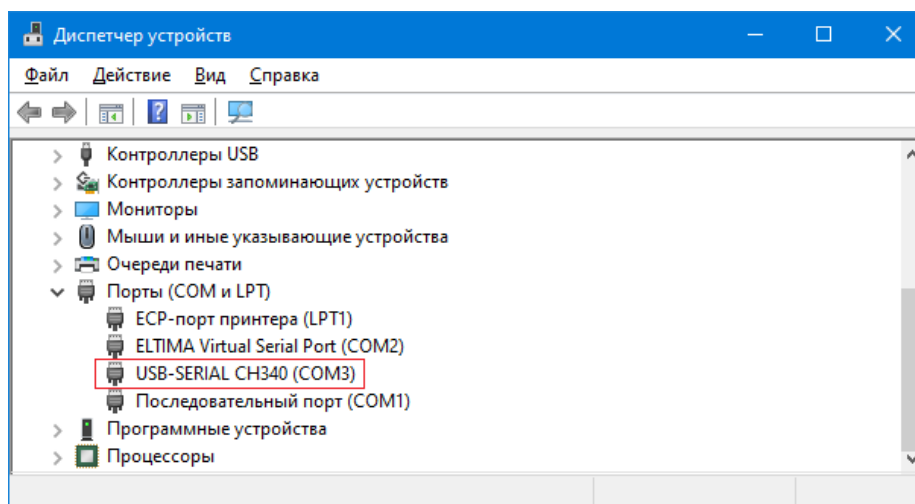 Диспетчер устройств
Файл Действие Вид Справка
Контроллеры USB
Контроллеры запоминающих устройств
Мониторы
Мыши и иные указывающие устройства
Очереди печати
Порты (COM и LPT)
ECP-порт принтера (LPT1)
ELTIMA Virtual Serial Port (COM2)
USB-SERIAL CH340 (COM3)
Последовательный порт (COM1)
Программные устройства
Процессоры